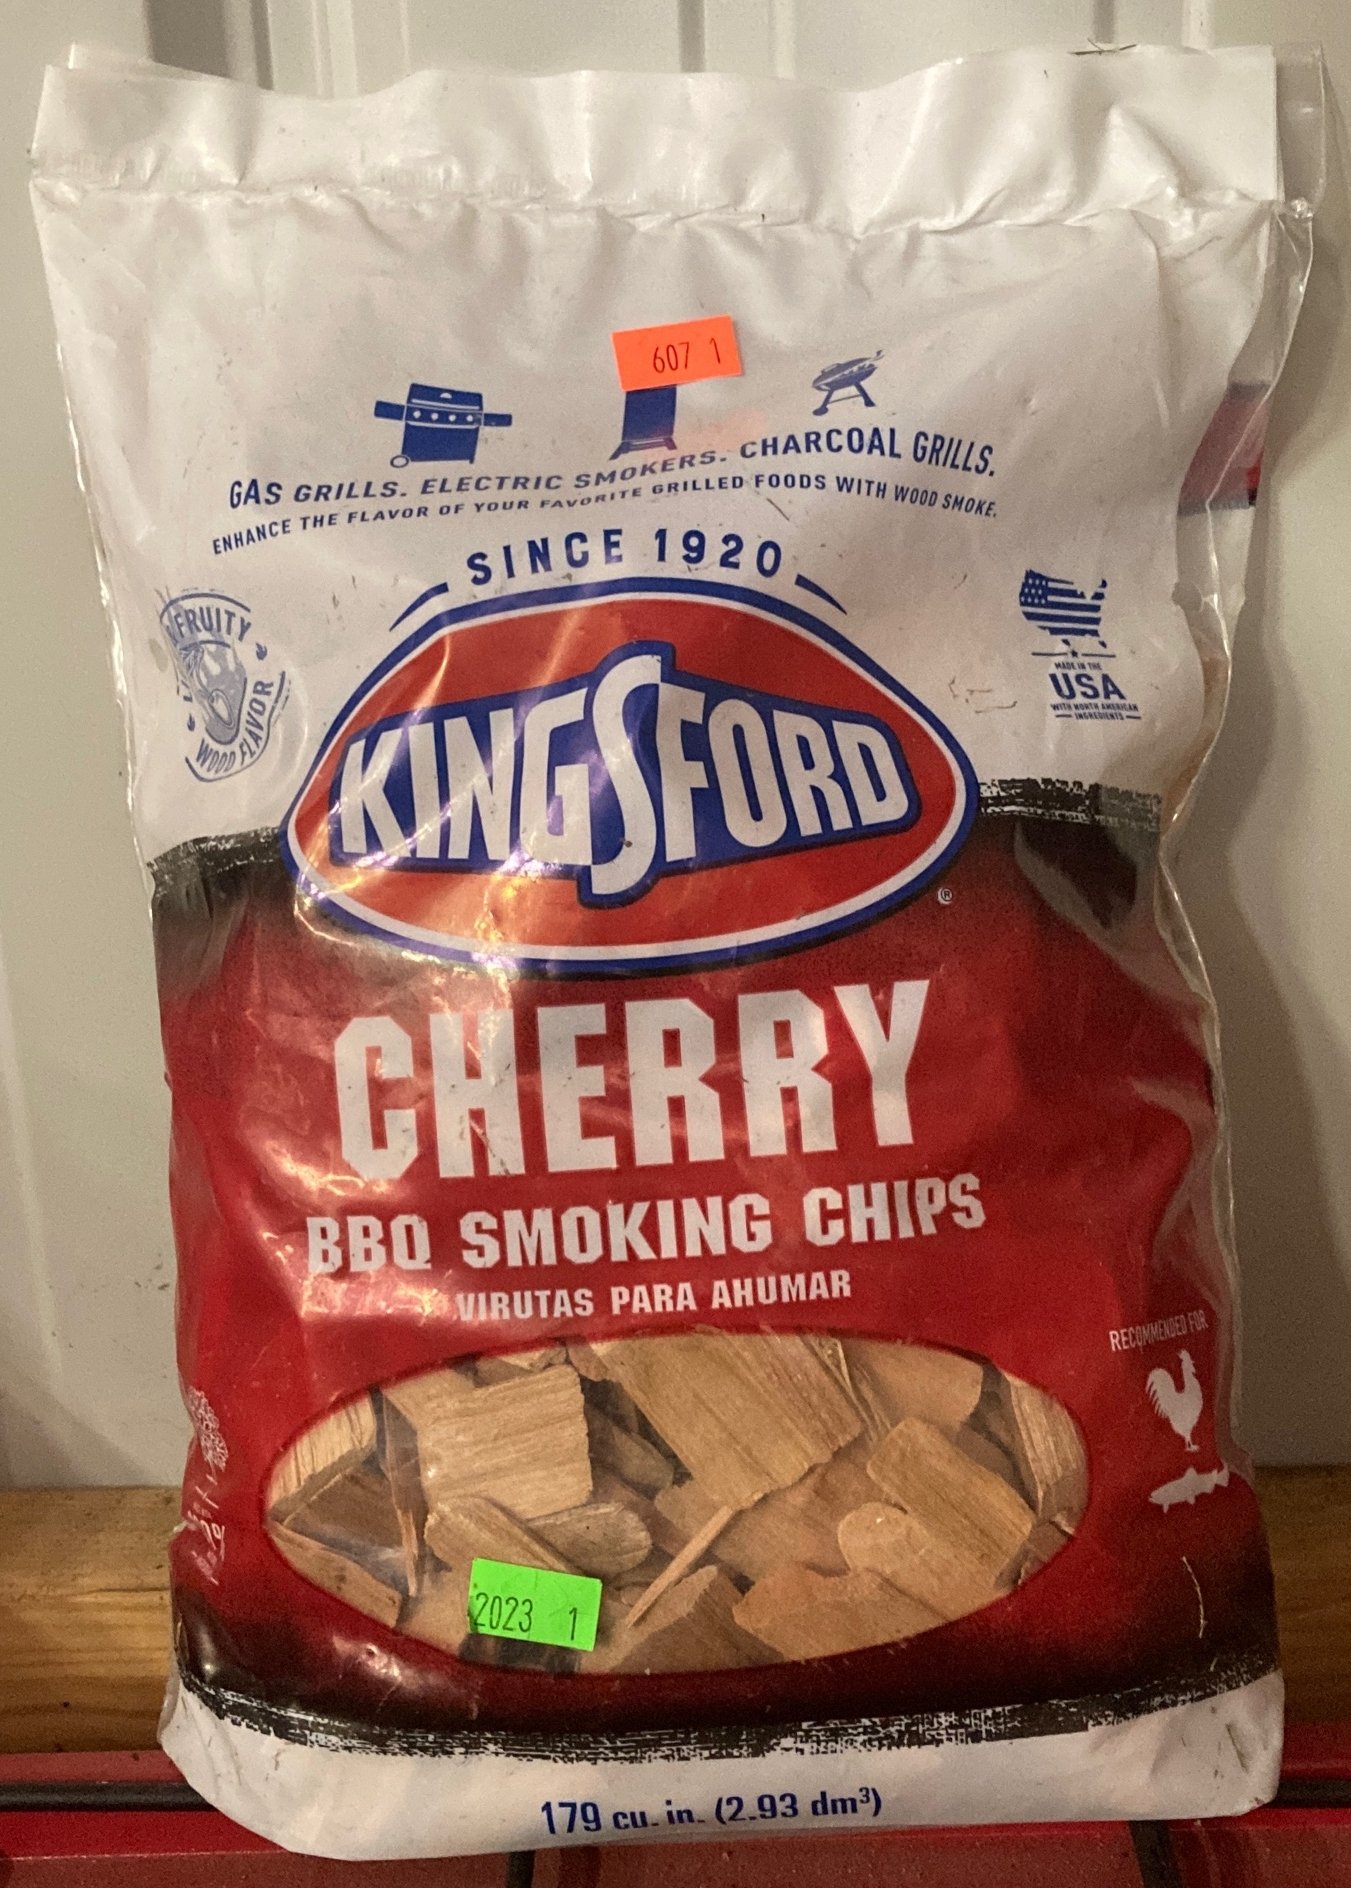 607 1
GAS GRILLS. ELECTRIC SMOKERS. CHARCOAL GRILLS.
ENHANCE THE FLAVOR OF YOUR FAVORITE GRILLED FOODS WITH WOOD SMOKE.
SINCE 1920
FRUITY
WOOD FLAVOR
MADE IN THE
USA
WITH NORTH AMERICAN
INGREDIENTS
KINGSFORD
®
CHERRY
BBQ SMOKING CHIPS
VIRUTAS PARA AHUMAR
RECOMMENDED FOR
2023 1
179 cu. in. (2.93 dm³)